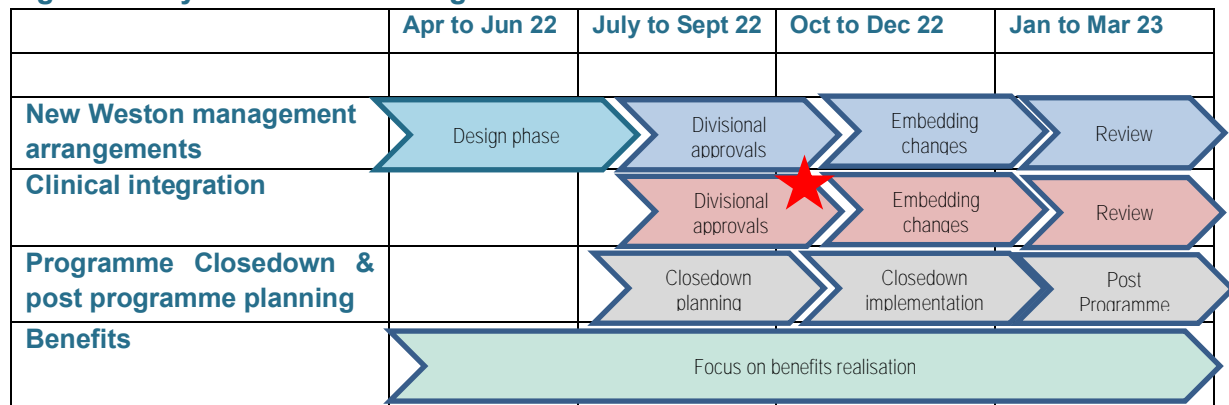 Apr to Jun 22 July to Sept 22 Oct to Dec 22 Jan to Mar 23
New Weston management
arrangements
Design phase
Divisional
approvals
Embedding
changes
Review
Clinical integration
Divisional
approvals
Embedding
changes
Review
Programme Closedown &
post programme planning
Closedown
planning
Closedown
implementation
Post
Programme
Benefits
Focus on benefits realisation